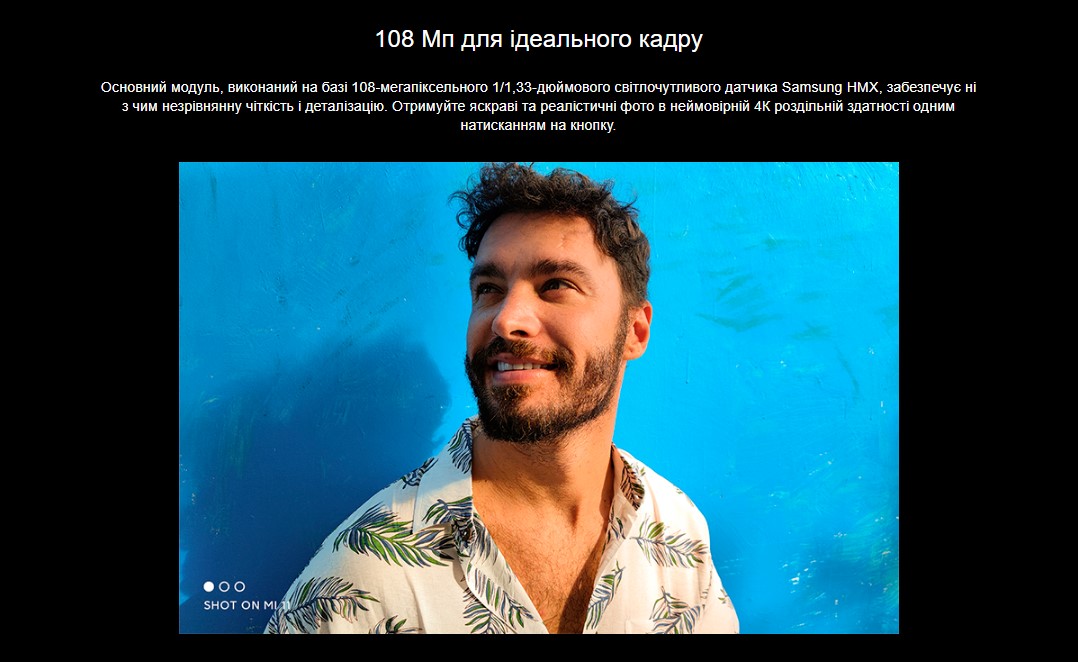 108 Мп для ідеального кадру
Основний модуль, виконаний на базі 108-мегапіксельного 1/1,33-дюймового світлочутливого датчика Samsung HMX, забезпечує ні
з чим незрівнянну чіткість і деталізацію. Отримуйте яскраві та реалістичні фото в неймовірній 4К роздільній здатності одним
натисканням на кнопку.
SHOT ON MI 11